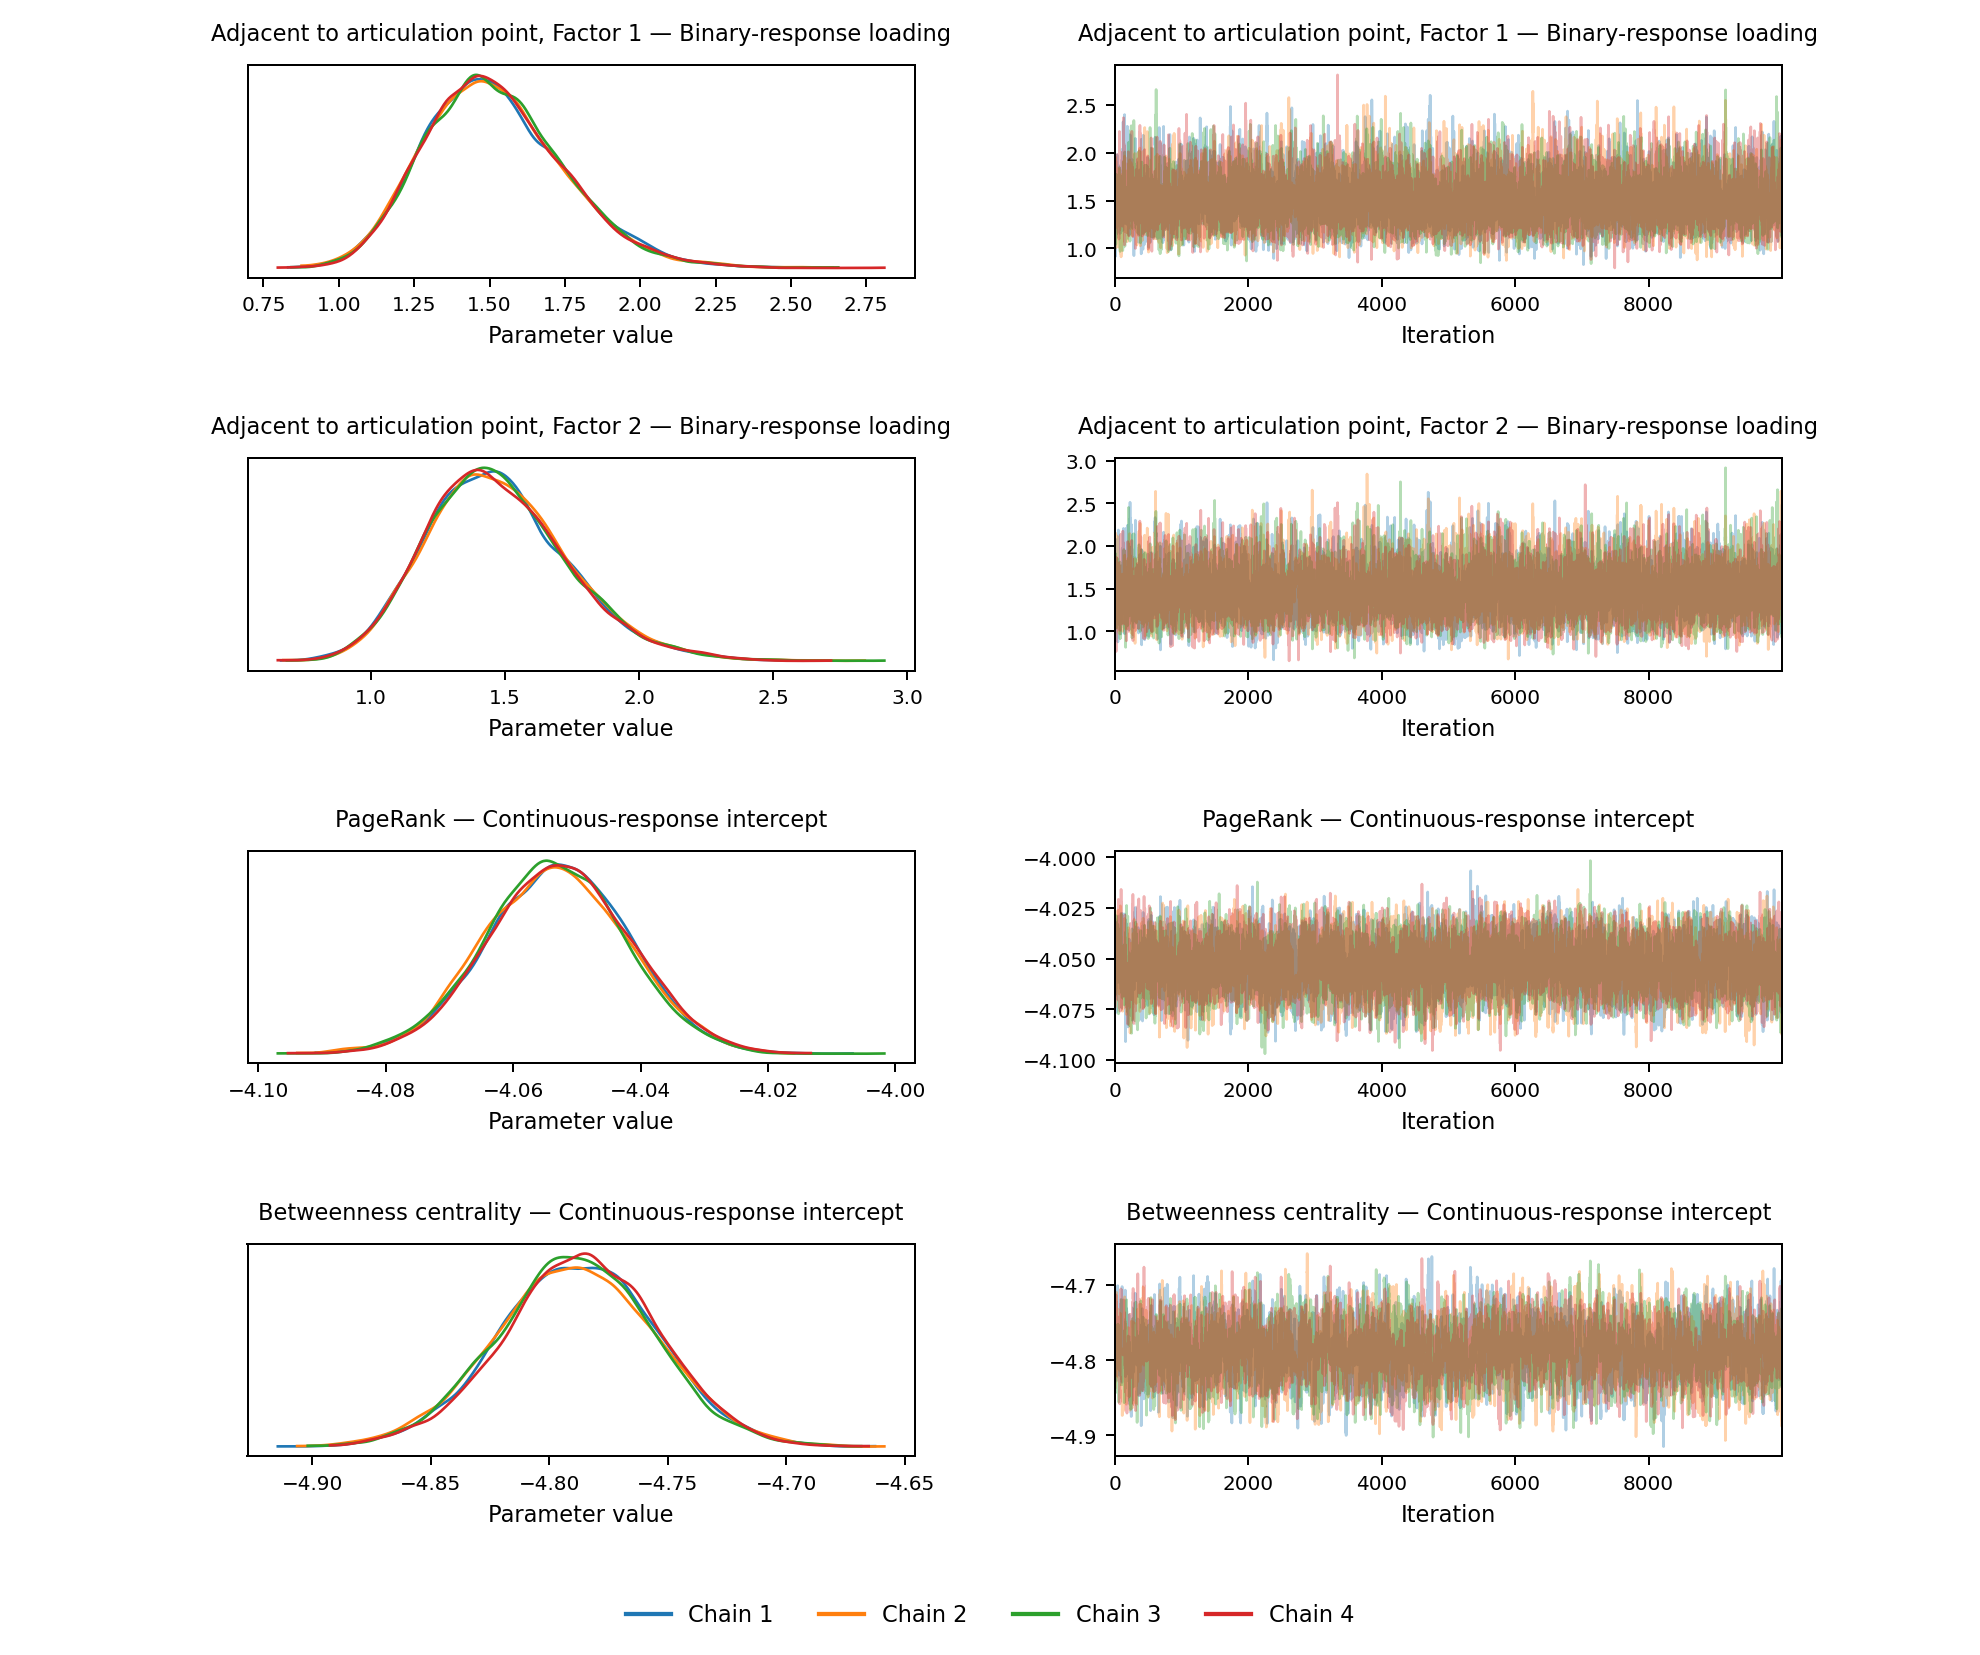 Adjacent to articulation point, Factor 1 — Binary-response loading
0.75 1.00 1.25 1.50 1.75 2.00 2.25 2.50 2.75
Parameter value
Adjacent to articulation point, Factor 1 — Binary-response loading
2.5
2.0
1.5
1.0
0 2000 4000 6000 8000
Iteration
Adjacent to articulation point, Factor 2 — Binary-response loading
1.0 1.5 2.0 2.5 3.0
Parameter value
Adjacent to articulation point, Factor 2 — Binary-response loading
3.0
2.5
2.0
1.5
1.0
0 2000 4000 6000 8000
Iteration
PageRank — Continuous-response intercept
−4.10 −4.08 −4.06 −4.04 −4.02 −4.00
Parameter value
PageRank — Continuous-response intercept
−4.000
−4.025
−4.050
−4.075
−4.100
0 2000 4000 6000 8000
Iteration
Betweenness centrality — Continuous-response intercept
−4.90 −4.85 −4.80 −4.75 −4.70 −4.65
Parameter value
Betweenness centrality — Continuous-response intercept
−4.7
−4.8
−4.9
0 2000 4000 6000 8000
Iteration
Chain 1 Chain 2 Chain 3 Chain 4